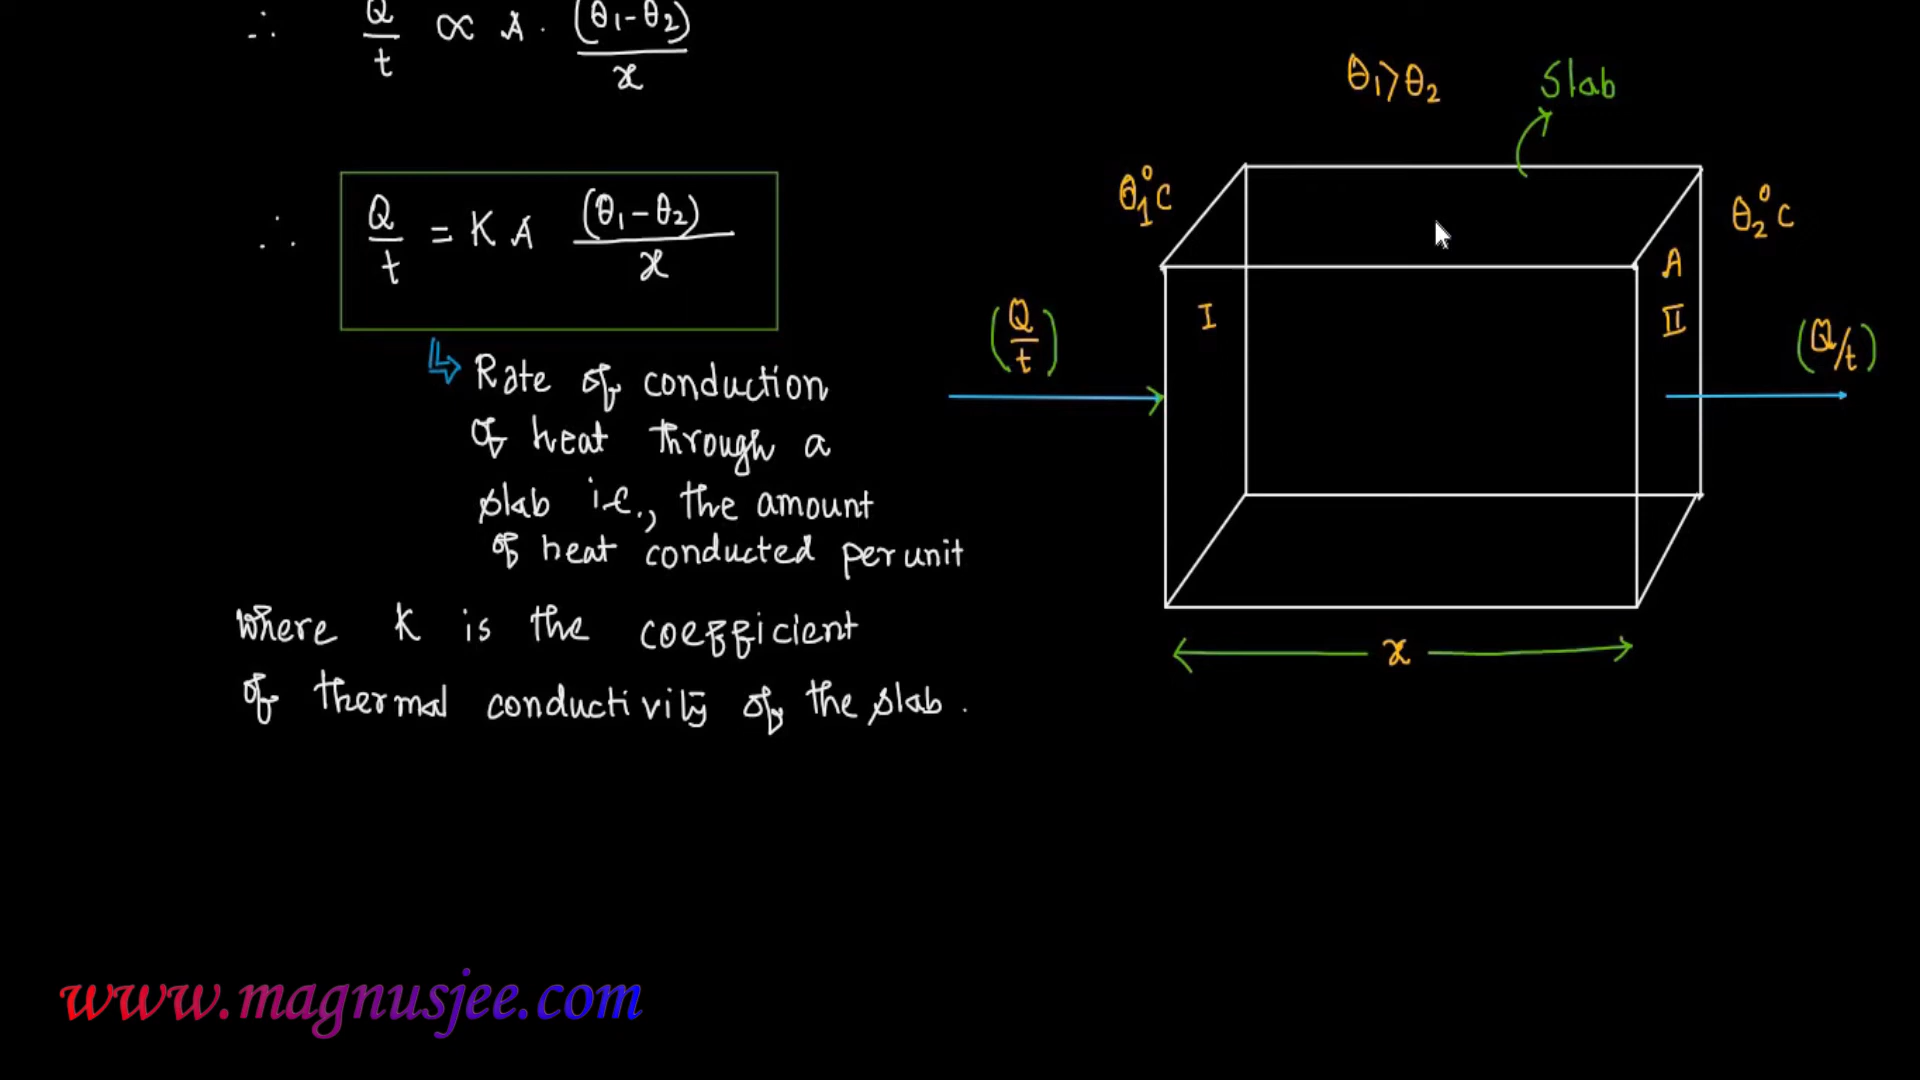 ∴ Q/t ∝ A · (θ1-θ2)/x
∴ Q/t = K A (θ1-θ2)/x
Rate of conduction
of heat through a
slab i.e., the amount
of heat conducted per unit
where K is the coefficient
of thermal conductivity of the slab.
θ1>θ2
Slab
θ1°C
θ2°C
A
I
II
(Q/t)
(Q/t)
x
www.magnusjee.com